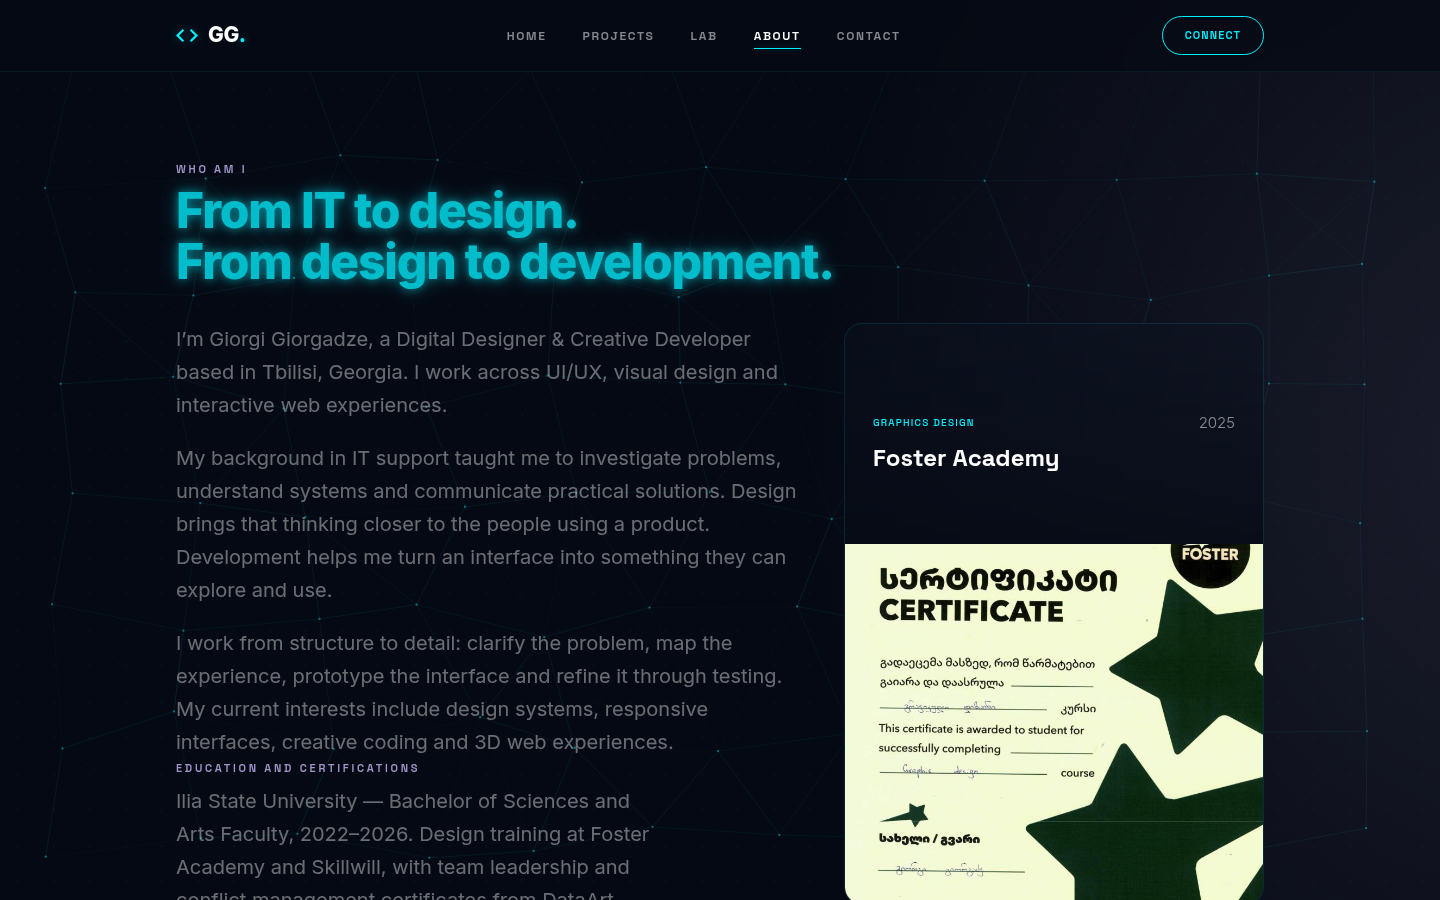 GG.
HOME
PROJECTS
LAB
ABOUT
CONTACT
CONNECT
WHO AM I
From IT to design.
From design to development.
I’m Giorgi Giorgadze, a Digital Designer & Creative Developer
based in Tbilisi, Georgia. I work across UI/UX, visual design and
interactive web experiences.
My background in IT support taught me to investigate problems,
understand systems and communicate practical solutions. Design
brings that thinking closer to the people using a product.
Development helps me turn an interface into something they can
explore and use.
I work from structure to detail: clarify the problem, map the
experience, prototype the interface and refine it through testing.
My current interests include design systems, responsive
interfaces, creative coding and 3D web experiences.
EDUCATION AND CERTIFICATIONS
Ilia State University — Bachelor of Sciences and
Arts Faculty, 2022–2026. Design training at Foster
Academy and Skillwill, with team leadership and
conflict management certificates from DataArt
GRAPHICS DESIGN
2025
Foster Academy
FOSTER
სერტიფიკატი
CERTIFICATE
გადაეცემა მასზედ, რომ წარმატებით
გაიარა და დაასრულა
კურსი
This certificate is awarded to student for
successfully completing
Graphic design course
სახელი / გვარი